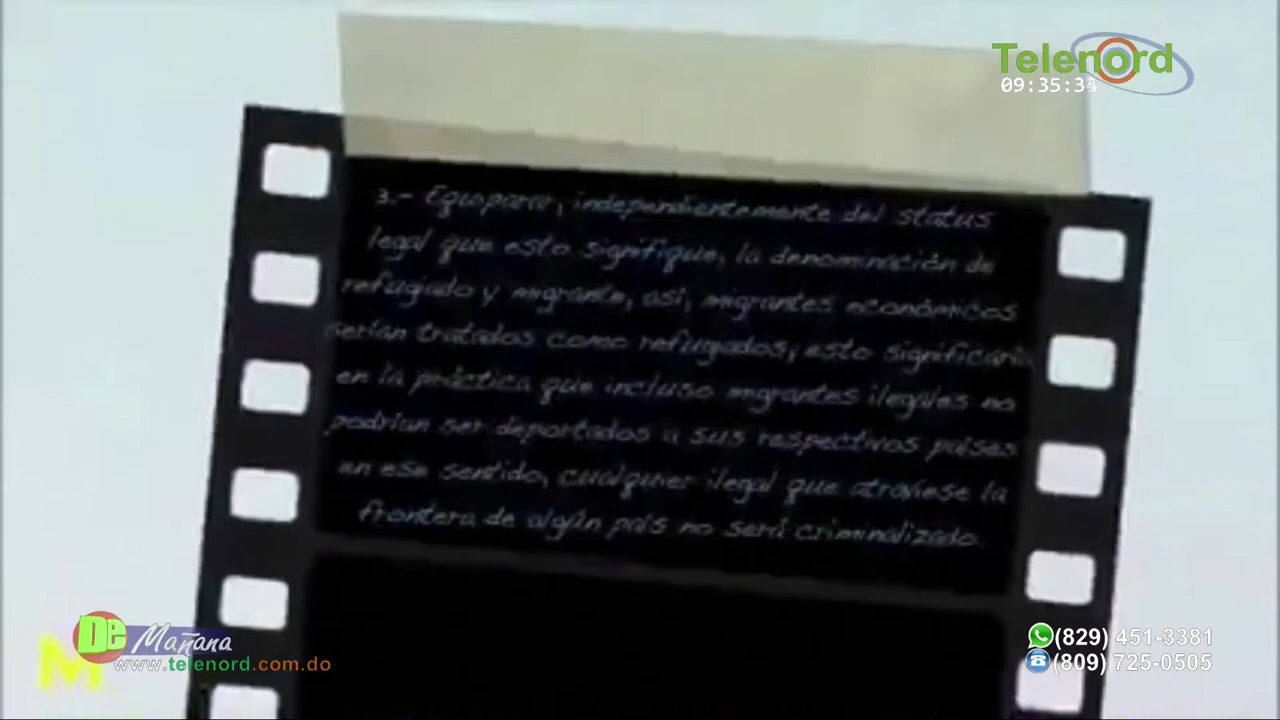 Telenord
09:35:33
3.- Equiparar, independientemente del status
legal que esto signifique, la denominación de
refugiado y migrante, así, migrantes económicos
serían tratados como refugiados, esto significaría
en la práctica que incluso migrantes ilegales no
podrían ser deportados a sus respectivos países
en ese sentido, cualquier ilegal que atraviese la
frontera de algún país no será criminalizado.
De Mañana
M
www.telenord.com.do
(829) 451-3381
(809) 725-0505